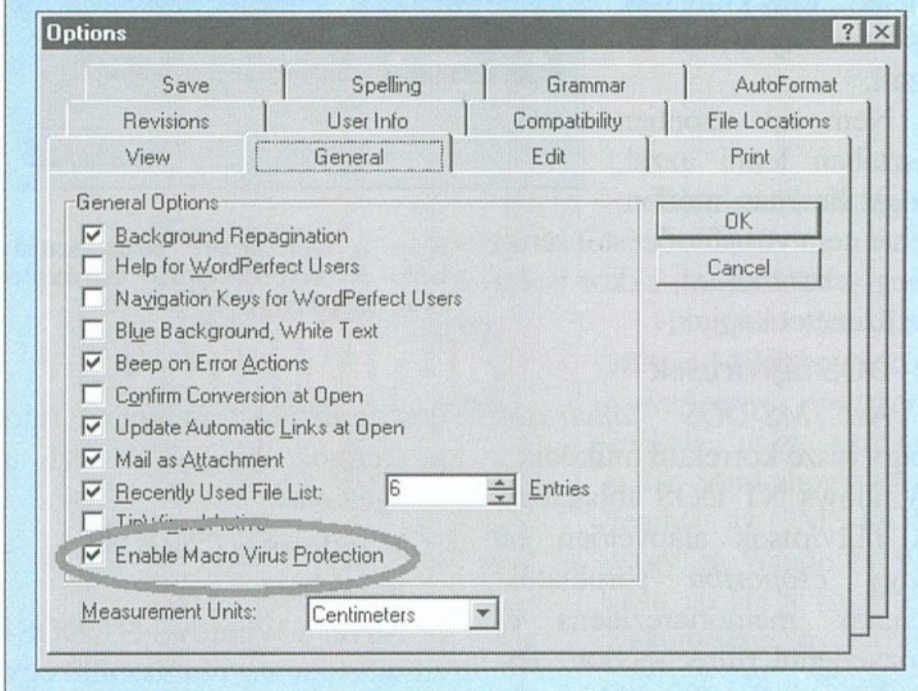 Options
Save Spelling Grammar AutoFormat
Revisions User Info Compatibility File Locations
View General Edit Print
General Options
Background Repagination
Help for WordPerfect Users
Navigation Keys for WordPerfect Users
Blue Background, White Text
Beep on Error Actions
Confirm Conversion at Open
Update Automatic Links at Open
Mail as Attachment
Recently Used File List: 6 Entries
TipWizard Active
Enable Macro Virus Protection
Measurement Units: Centimeters
OK
Cancel